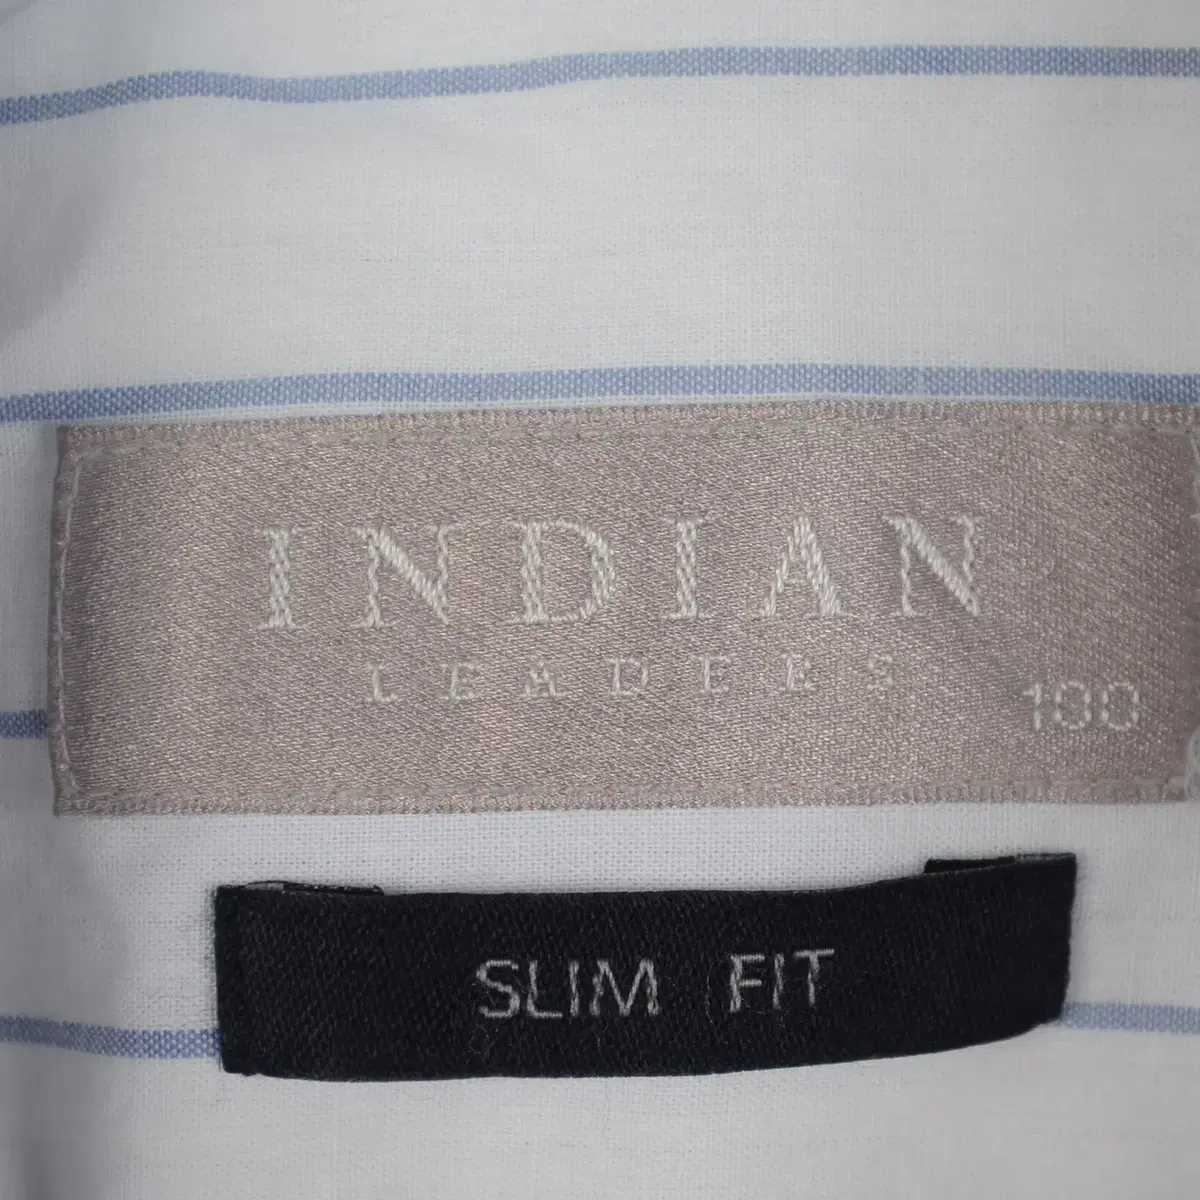 INDIAN
LEADERS
100
SLIM FIT